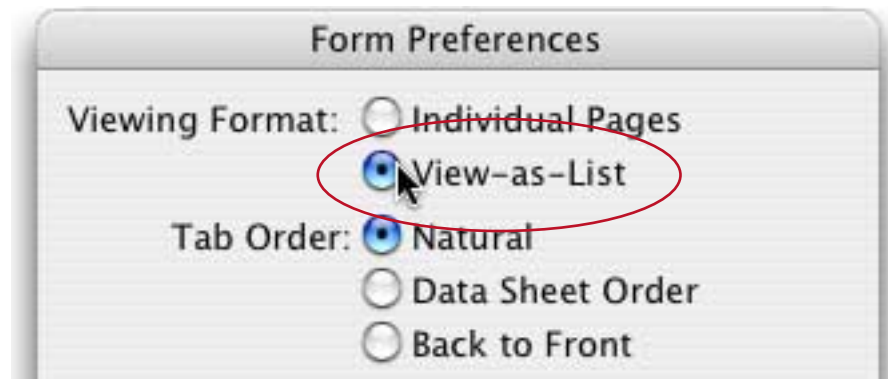 Form Preferences
Viewing Format: Individual Pages
View-as-List
Tab Order: Natural
Data Sheet Order
Back to Front